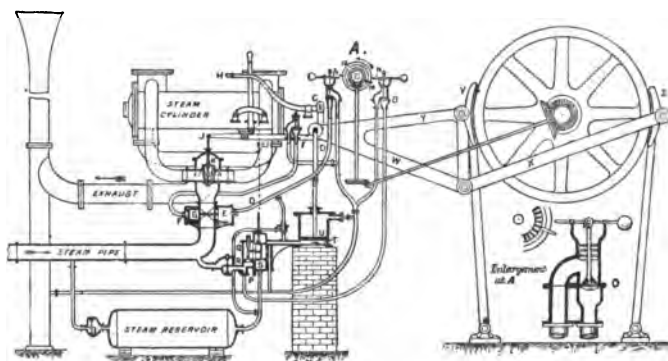 A.
H
STEAM
CYLINDER
C
D
J
E
Y
V
Z
W
X
EXHAUST
STEAM PIPE
STEAM RESERVOIR
Enlargement
at A
O